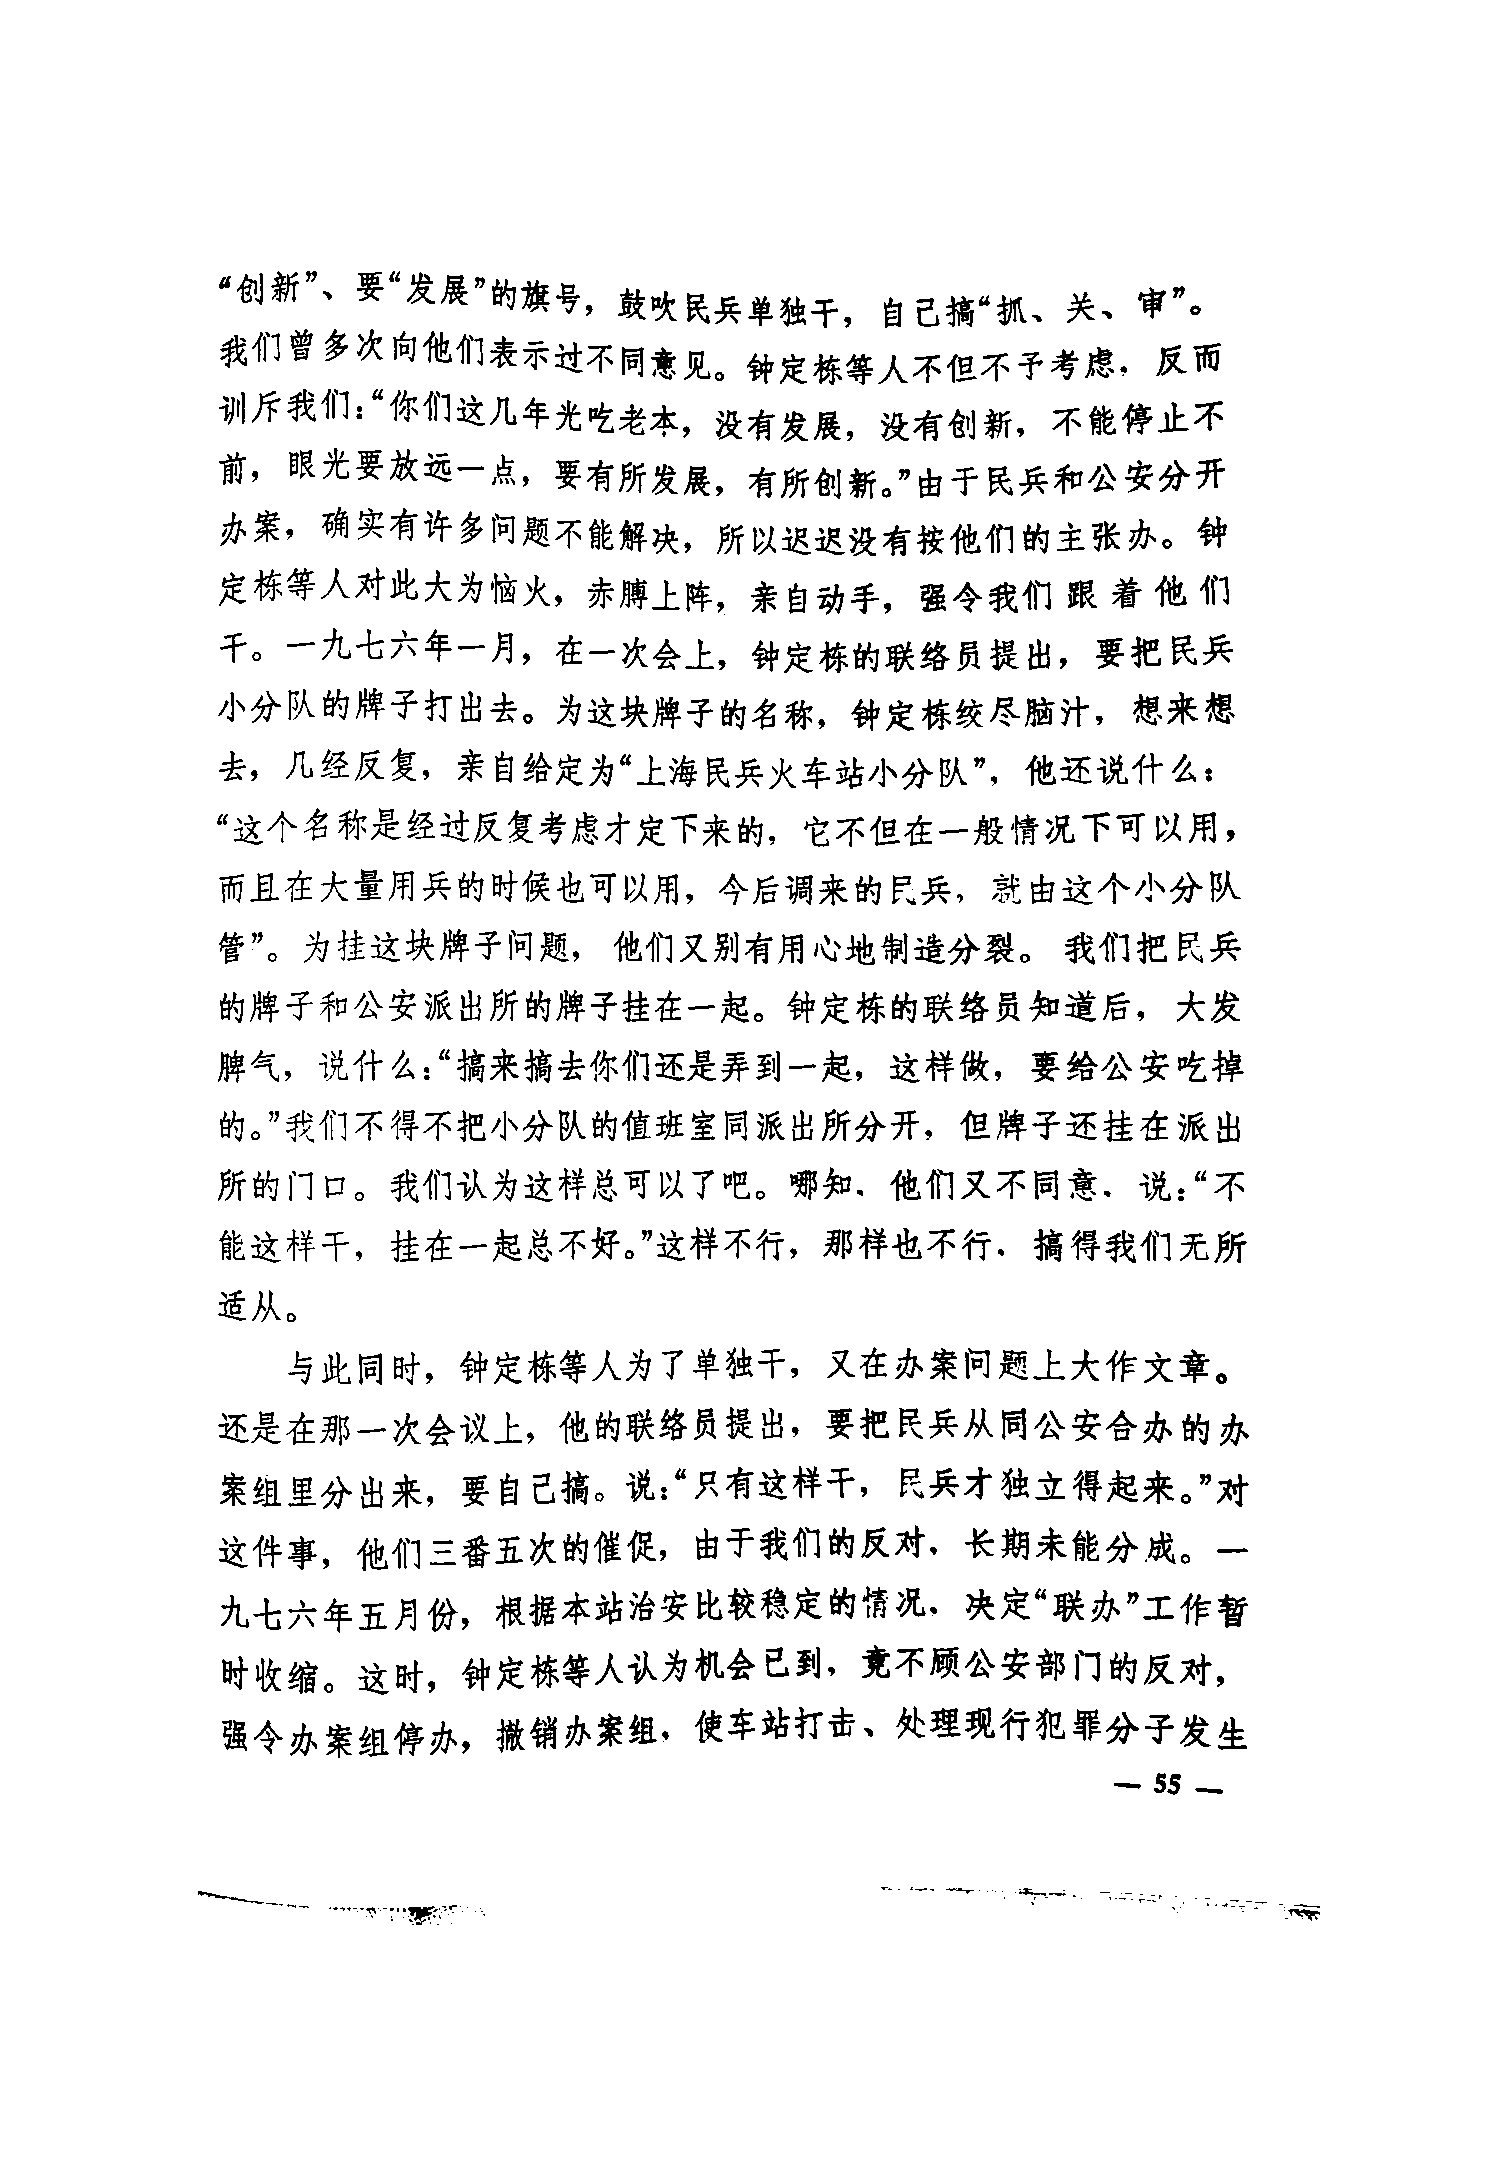 “创新”、要“发展”的旗号，鼓吹民兵单独干，自己搞“抓、关、审”。
我们曾多次向他们表示过不同意见。钟定栋等人不但不予考虑，反而
训斥我们：“你们这几年光吃老本，没有发展，没有创新，不能停止不
前，眼光要放远一点，要有所发展，有所创新。”由于民兵和公安分开
办案，确实有许多问题不能解决，所以迟迟没有按他们的主张办。钟
定栋等人对此大为恼火，赤膊上阵，亲自动手，强令我们跟着他们
干。一九七六年一月，在一次会上，钟定栋的联络员提出，要把民兵
小分队的牌子打出去。为这块牌子的名称，钟定栋绞尽脑汁，想来想
去，几经反复，亲自给定为“上海民兵火车站小分队”，他还说什么：
“这个名称是经过反复考虑才定下来的，它不但在一般情况下可以用，
而且在大量用兵的时候也可以用，今后调来的民兵，就由这个小分队
管”。为挂这块牌子问题，他们又别有用心地制造分裂。我们把民兵
的牌子和公安派出所的牌子挂在一起。钟定栋的联络员知道后，大发
脾气，说什么：“搞来搞去你们还是弄到一起，这样做，要给公安吃掉
的。”我们不得不把小分队的值班室同派出所分开，但牌子还挂在派出
所的门口。我们认为这样总可以了吧。哪知，他们又不同意，说：“不
能这样干，挂在一起总不好。”这样不行，那样也不行，搞得我们无所
适从。
与此同时，钟定栋等人为了单独干，又在办案问题上大作文章。
还是在那一次会议上，他的联络员提出，要把民兵从同公安合办的办
案组里分出来，要自己搞。说：“只有这样干，民兵才独立得起来。”对
这件事，他们三番五次的催促，由于我们的反对，长期未能分成。一
九七六年五月份，根据本站治安比较稳定的情况，决定“联办”工作暂
时收缩。这时，钟定栋等人认为机会已到，竟不顾公安部门的反对，
强令办案组停办，撤销办案组，使车站打击、处理现行犯罪分子发生
— 55 —